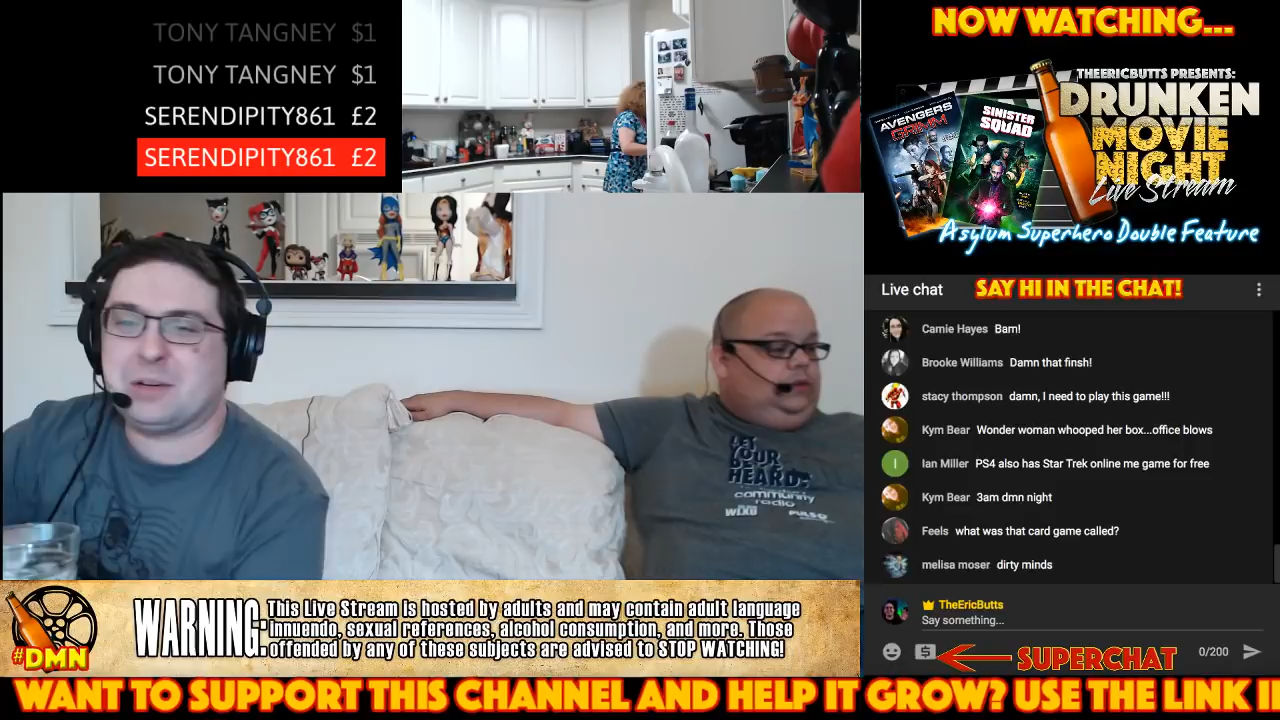 TONY TANGNEY $1
TONY TANGNEY $1
SERENDIPITY861 £2
SERENDIPITY861 £2
NOW WATCHING...
THEERICBUTTS PRESENTS:
DRUNKEN
MOVIE
NIGHT
Live Stream
AVENGERS
GRIMM
SINISTER
SQUAD
Asylum Superhero Double Feature
Live chat
SAY HI IN THE CHAT!
Camie Hayes Bam!
Brooke Williams Damn that finsh!
stacy thompson damn, I need to play this game!!!
Kym Bear Wonder woman whooped her box...office blows
I
Ian Miller PS4 also has Star Trek online me game for free
Kym Bear 3am dmn night
Feels what was that card game called?
melisa moser dirty minds
TheEricButts
Say something...
SUPERCHAT
0/200
LET
YOUR
BE
HEARD:
community
radio
WLXU
PULSO
#DMN
WARNING:
This Live Stream is hosted by adults and may contain adult language
innuendo, sexual references, alcohol consumption, and more. Those
offended by any of these subjects are advised to STOP WATCHING!
WANT TO SUPPORT THIS CHANNEL AND HELP IT GROW? USE THE LINK I